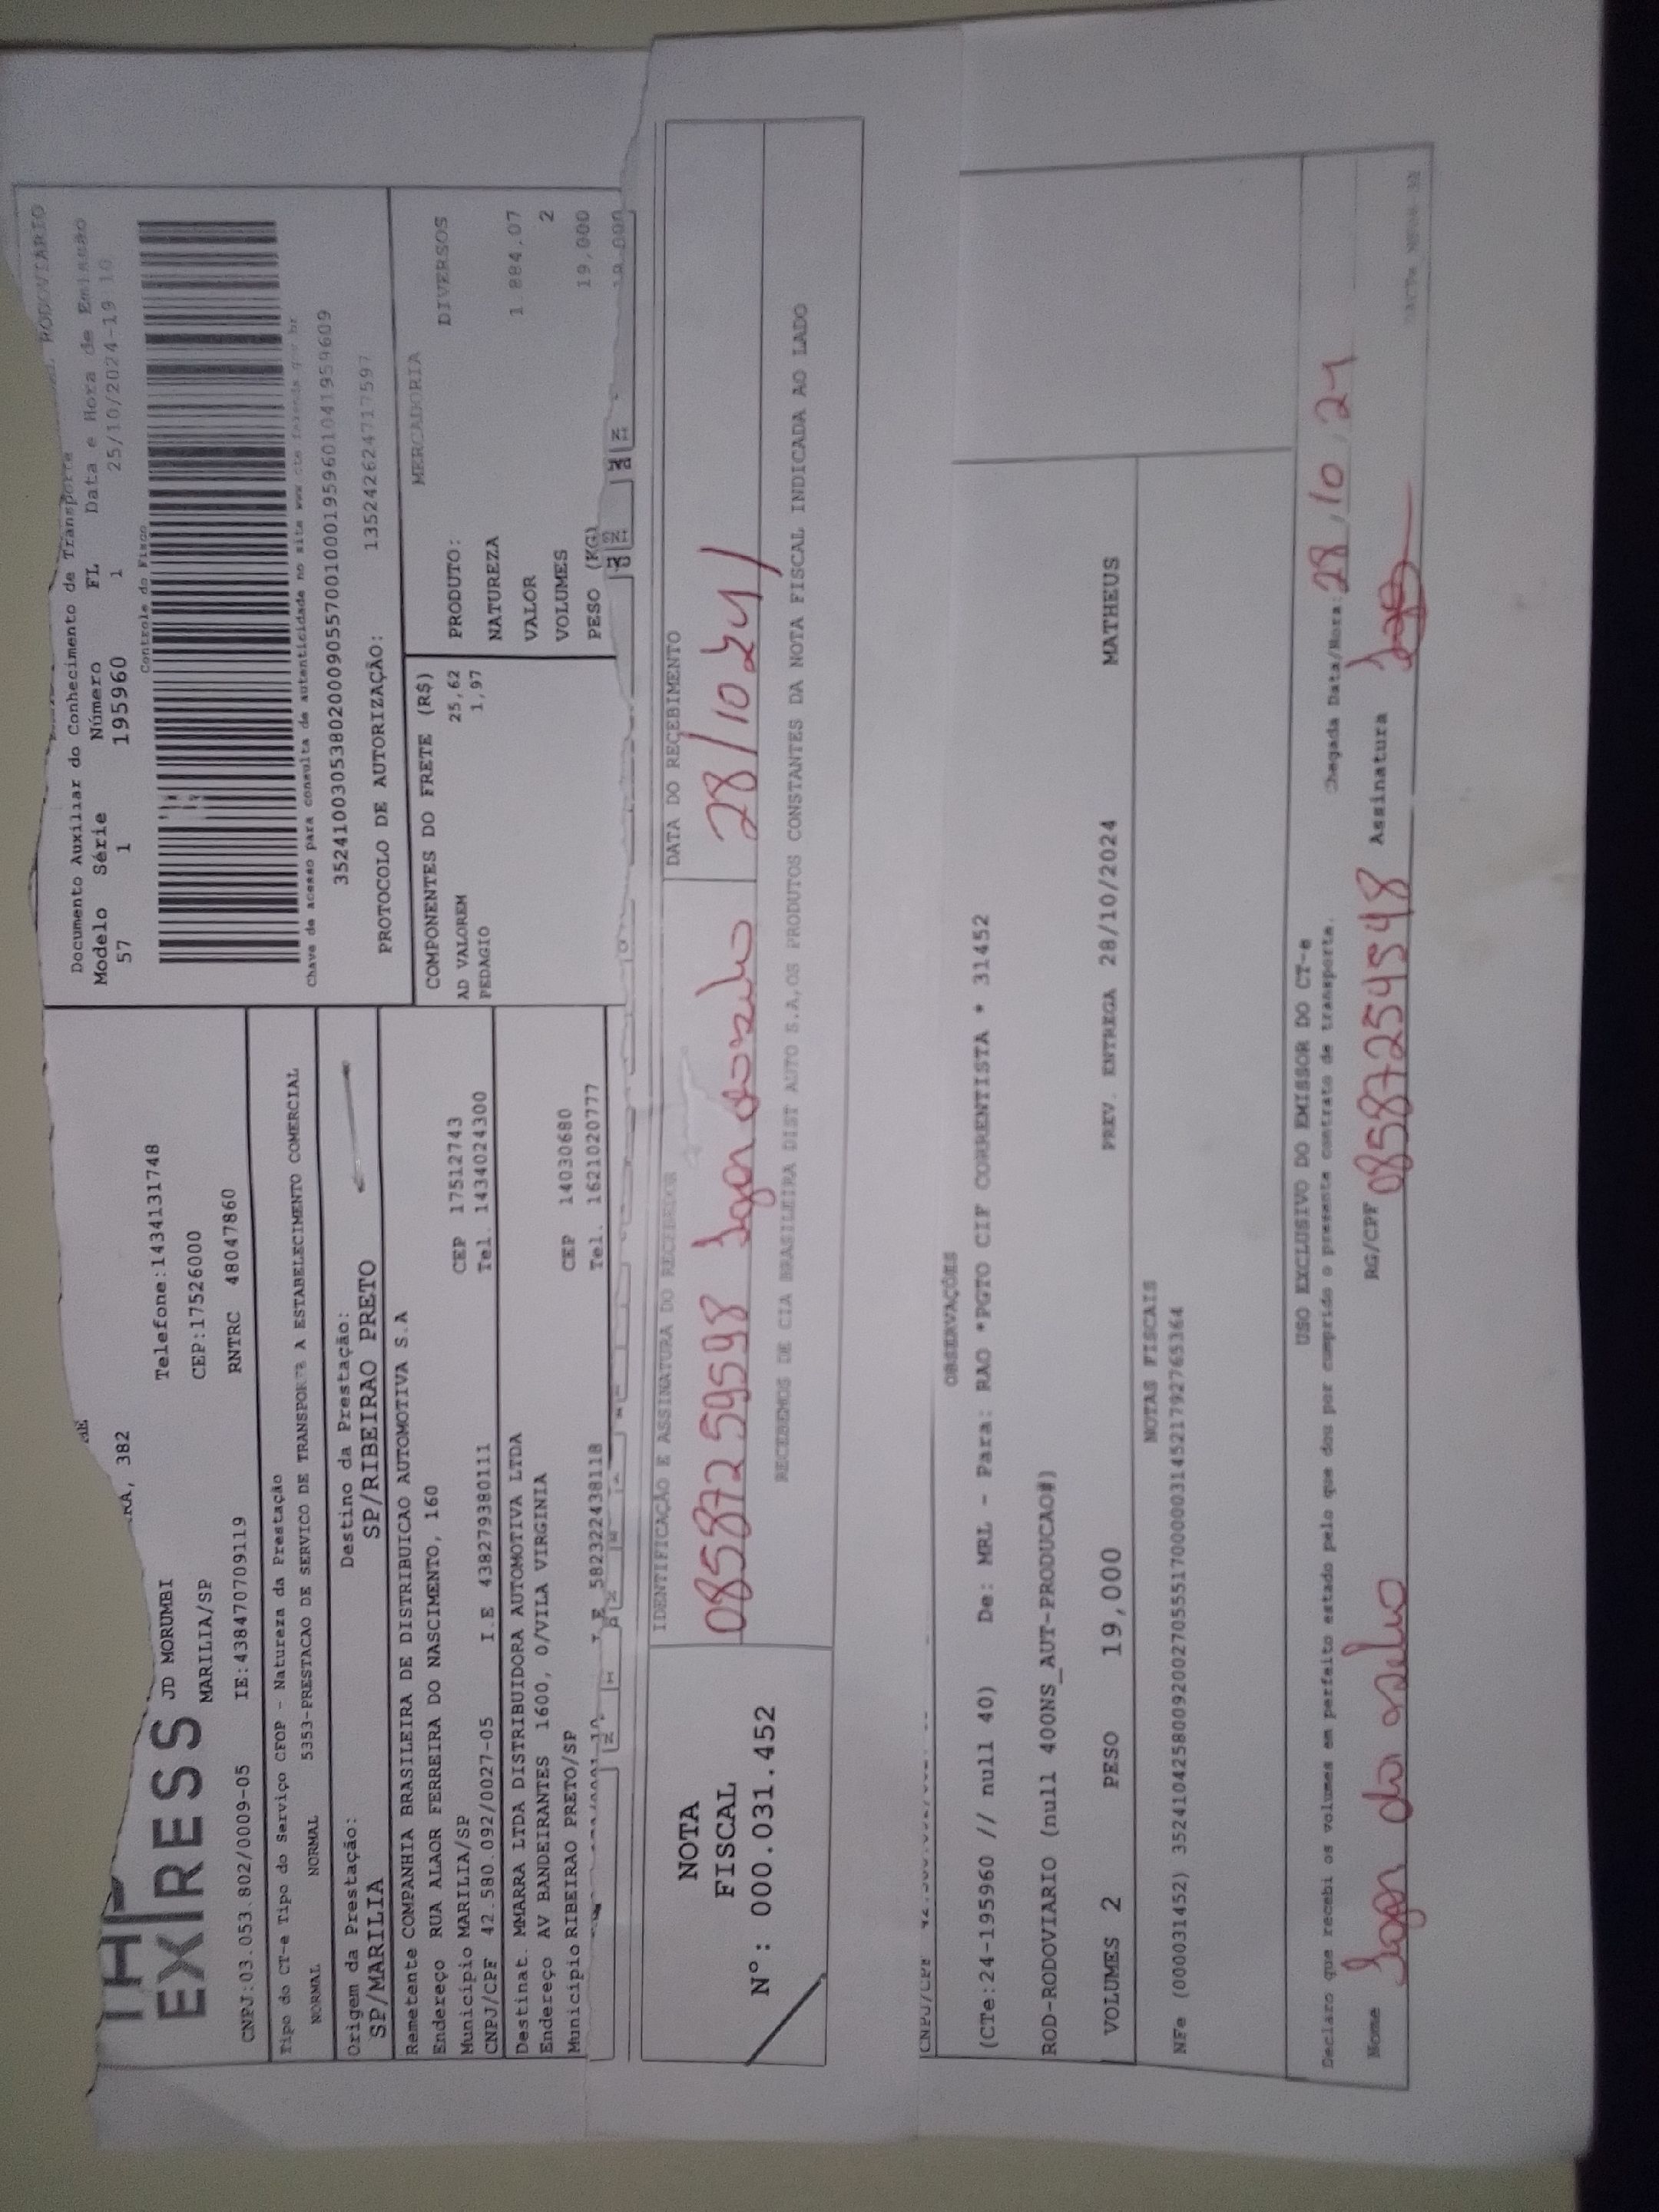 RODOVIARIO
Documento Auxiliar do Conhecimento de Transporte
Modelo Série Número FL Data e Hora de Emissão
57 1 195960 1 25/10/2024-19 10
Controle do Fisco
EXPRESS
382
JD MORUMBI Telefone:1434131748
MARILIA/SP CEP:17526000
CNPJ:03.053.802/0009-05 IE:438470709119 RNTRC 48047860
Chave de acesso para consulta de autenticidade no site www cte fazenda gov br
35241003053802000905570010001959601041959609
PROTOCOLO DE AUTORIZAÇÃO: 135242624717597
Tipo do CT-e Tipo do Serviço CFOP - Natureza da Prestação
NORMAL NORMAL 5353-PRESTACAO DE SERVICO DE TRANSPORTE A ESTABELECIMENTO COMERCIAL
Origem da Prestação: Destino da Prestação:
SP/MARILIA SP/RIBEIRAO PRETO
Remetente COMPANHIA BRASILEIRA DE DISTRIBUICAO AUTOMOTIVA S.A
Endereço RUA ALAOR FERREIRA DO NASCIMENTO, 160
Município MARILIA/SP CEP 17512743
CNPJ/CPF 42.580.092/0027-05 I.E 438279380111 Tel. 1434024300
Destinat. MMARRA LTDA DISTRIBUIDORA AUTOMOTIVA LTDA
Endereço AV BANDEIRANTES 1600, 0/VILA VIRGINIA
Município RIBEIRAO PRETO/SP CEP 14030680
582322438118 Tel. 1621020777
COMPONENTES DO FRETE (R$)
AD VALOREM 25,62
PEDAGIO 1,97
MERCADORIA
PRODUTO: DIVERSOS
NATUREZA
VALOR 1 884.07
VOLUMES 2
PESO (KG) 19,000
NOTA
FISCAL
Nº: 000.031.452
IDENTIFICAÇÃO E ASSINATURA DO RECEBEDOR DATA DO RECEBIMENTO
28/10/24/
RECEBEMOS DE CIA BRASILEIRA DIST AUTO S.A,OS PRODUTOS CONSTANTES DA NOTA FISCAL INDICADA AO LADO
CNPJ/CPF
OBSERVAÇÕES
(CTe:24-195960 // null 40) De: MRL - Para: RAO *PGTO CIF CORRENTISTA * 31452
ROD-RODOVIARIO (null 400NS_AUT-PRODUCAO#)
VOLUMES 2 PESO 19,000 PREV. ENTREGA 28/10/2024 MATHEUS
NOTAS FISCAIS
NFe (000031452) 35241042580092002705551700000314521792765364
USO EXCLUSIVO DO EMISSOR DO CT-e
Declaro que recebi os volumes em perfeito estado pelo que dou por cumprido o presente contrato de transporte. Chegada Data/Hora: 28/10/24
Nome RG/CPF 08587254548 Assinatura